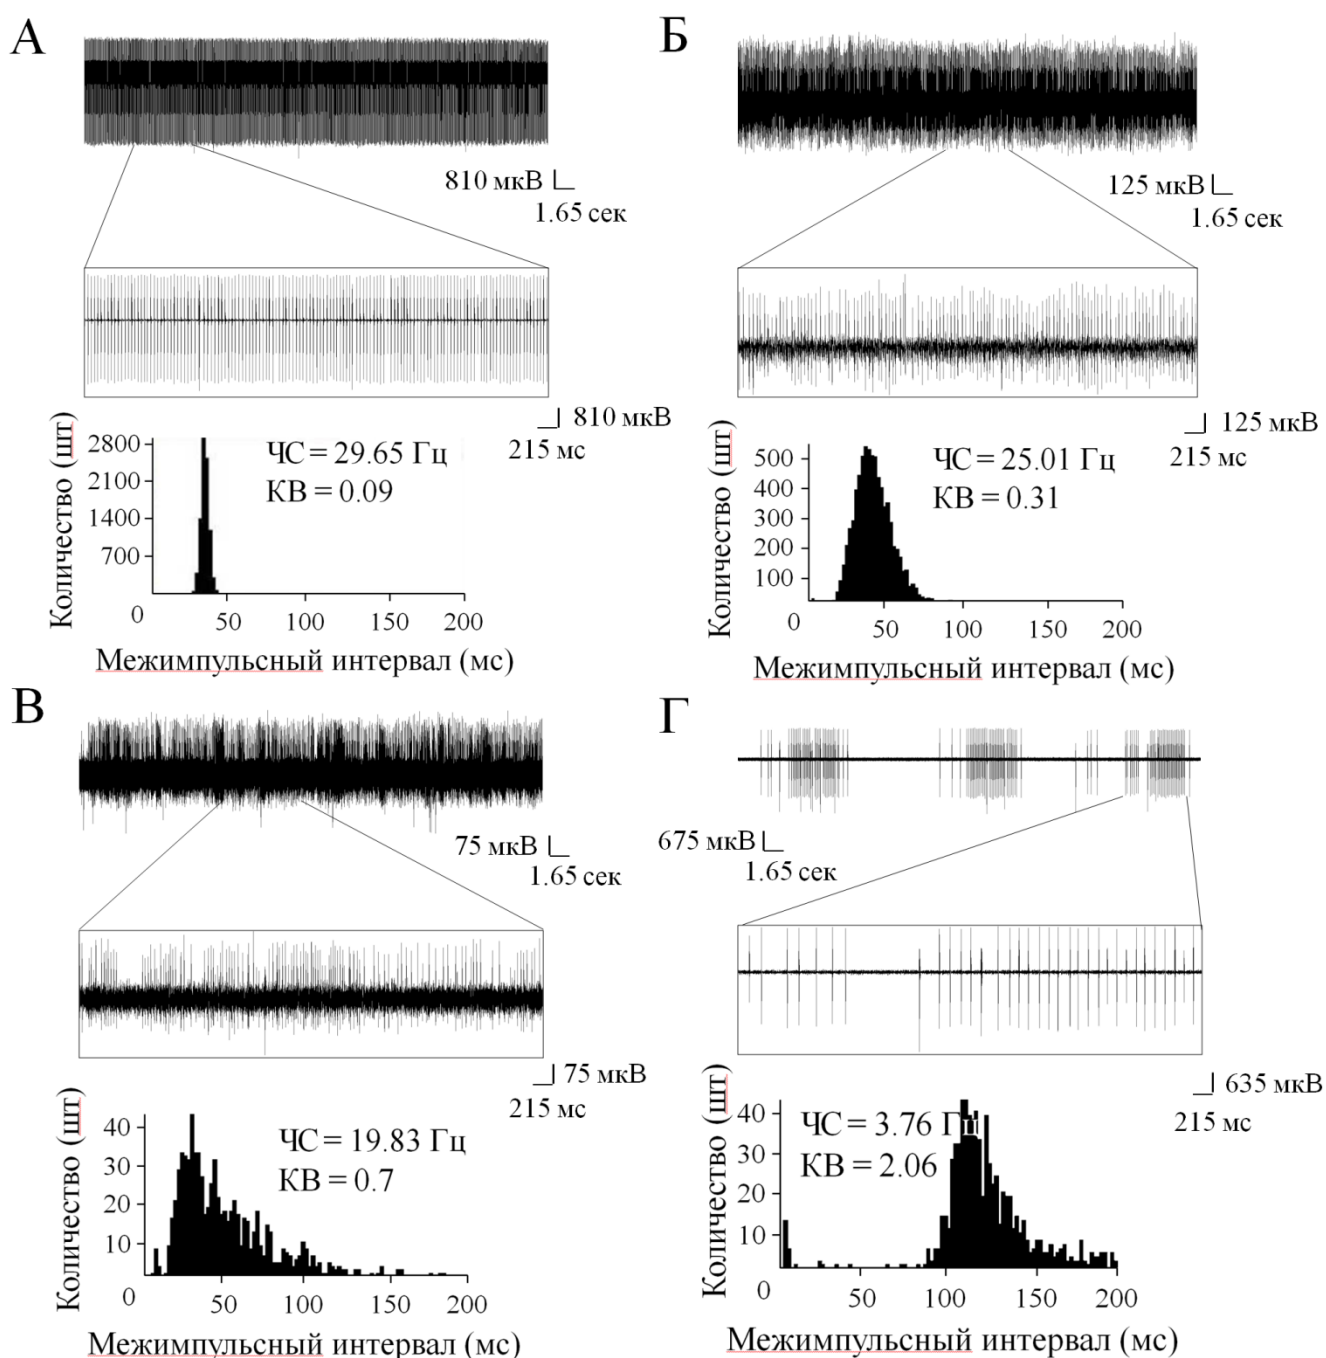 А
810 мкВ
1.65 сек
810 мкВ
215 мс
Количество (шт)
2800
2100
1400
700
ЧС = 29.65 Гц
КВ = 0.09
0 50 100 150 200
Межимпульсный интервал (мс)
Б
125 мкВ
1.65 сек
125 мкВ
215 мс
Количество (шт)
500
400
300
200
100
ЧС = 25.01 Гц
КВ = 0.31
0 50 100 150 200
Межимпульсный интервал (мс)
В
75 мкВ
1.65 сек
75 мкВ
215 мс
Количество (шт)
40
30
20
10
ЧС = 19.83 Гц
КВ = 0.7
0 50 100 150 200
Межимпульсный интервал (мс)
Г
675 мкВ
1.65 сек
635 мкВ
215 мс
Количество (шт)
40
30
20
10
ЧС = 3.76 Гц
КВ = 2.06
0 50 100 150 200
Межимпульсный интервал (мс)